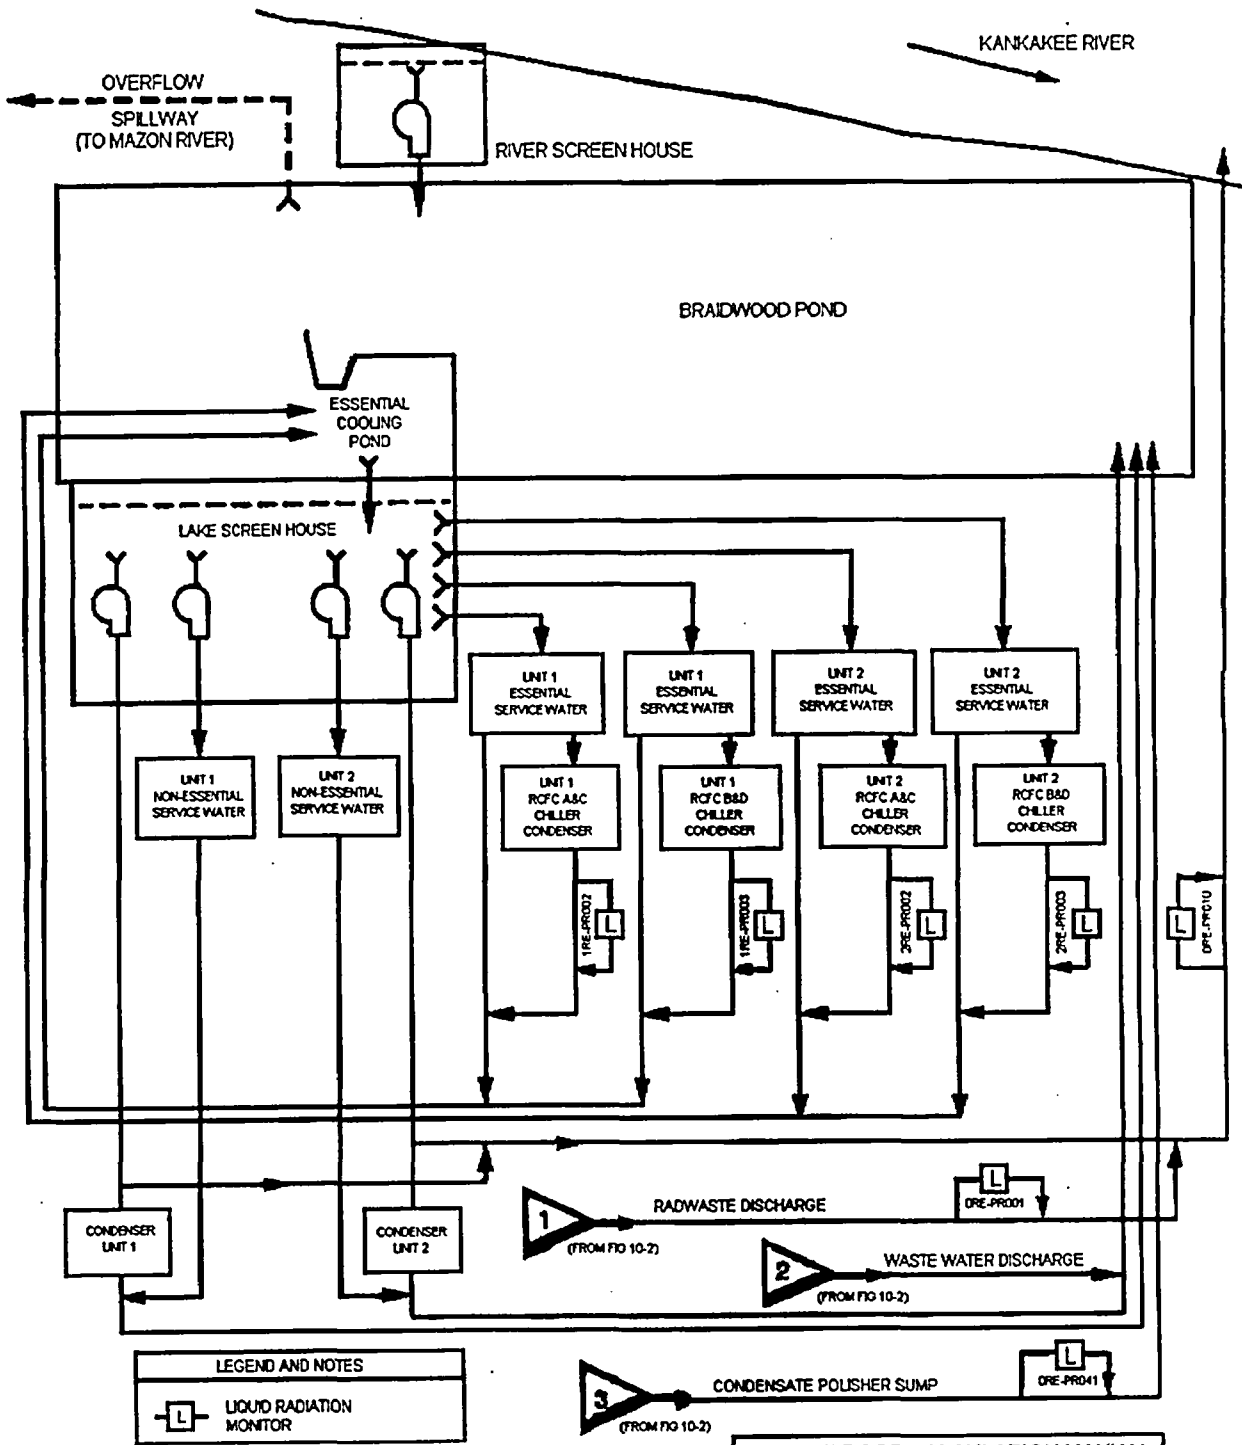 KANKAKEE RIVER
OVERFLOW
SPILLWAY
(TO MAZON RIVER)
RIVER SCREEN HOUSE
BRAIDWOOD POND
ESSENTIAL
COOLING
POND
LAKE SCREEN HOUSE
UNIT 1
ESSENTIAL
SERVICE WATER
UNIT 1
ESSENTIAL
SERVICE WATER
UNIT 2
ESSENTIAL
SERVICE WATER
UNIT 2
ESSENTIAL
SERVICE WATER
UNIT 1
NON-ESSENTIAL
SERVICE WATER
UNIT 2
NON-ESSENTIAL
SERVICE WATER
UNIT 1
RCFC A&C
CHILLER
CONDENSER
UNIT 1
RCFC B&D
CHILLER
CONDENSER
UNIT 2
RCFC A&C
CHILLER
CONDENSER
UNIT 2
RCFC B&D
CHILLER
CONDENSER
1RE-PR002
L
1RE-PR003
L
2RE-PR002
L
2RE-PR003
L
L
0RE-PR010
CONDENSER
UNIT 1
CONDENSER
UNIT 2
1
RADWASTE DISCHARGE
(FROM FIG 10-2)
L
0RE-PR001
2
WASTE WATER DISCHARGE
(FROM FIG 10-2)
3
CONDENSATE POLISHER SUMP
(FROM FIG 10-2)
L
0RE-PR041
LEGEND AND NOTES
L
LIQUID RADIATION
MONITOR